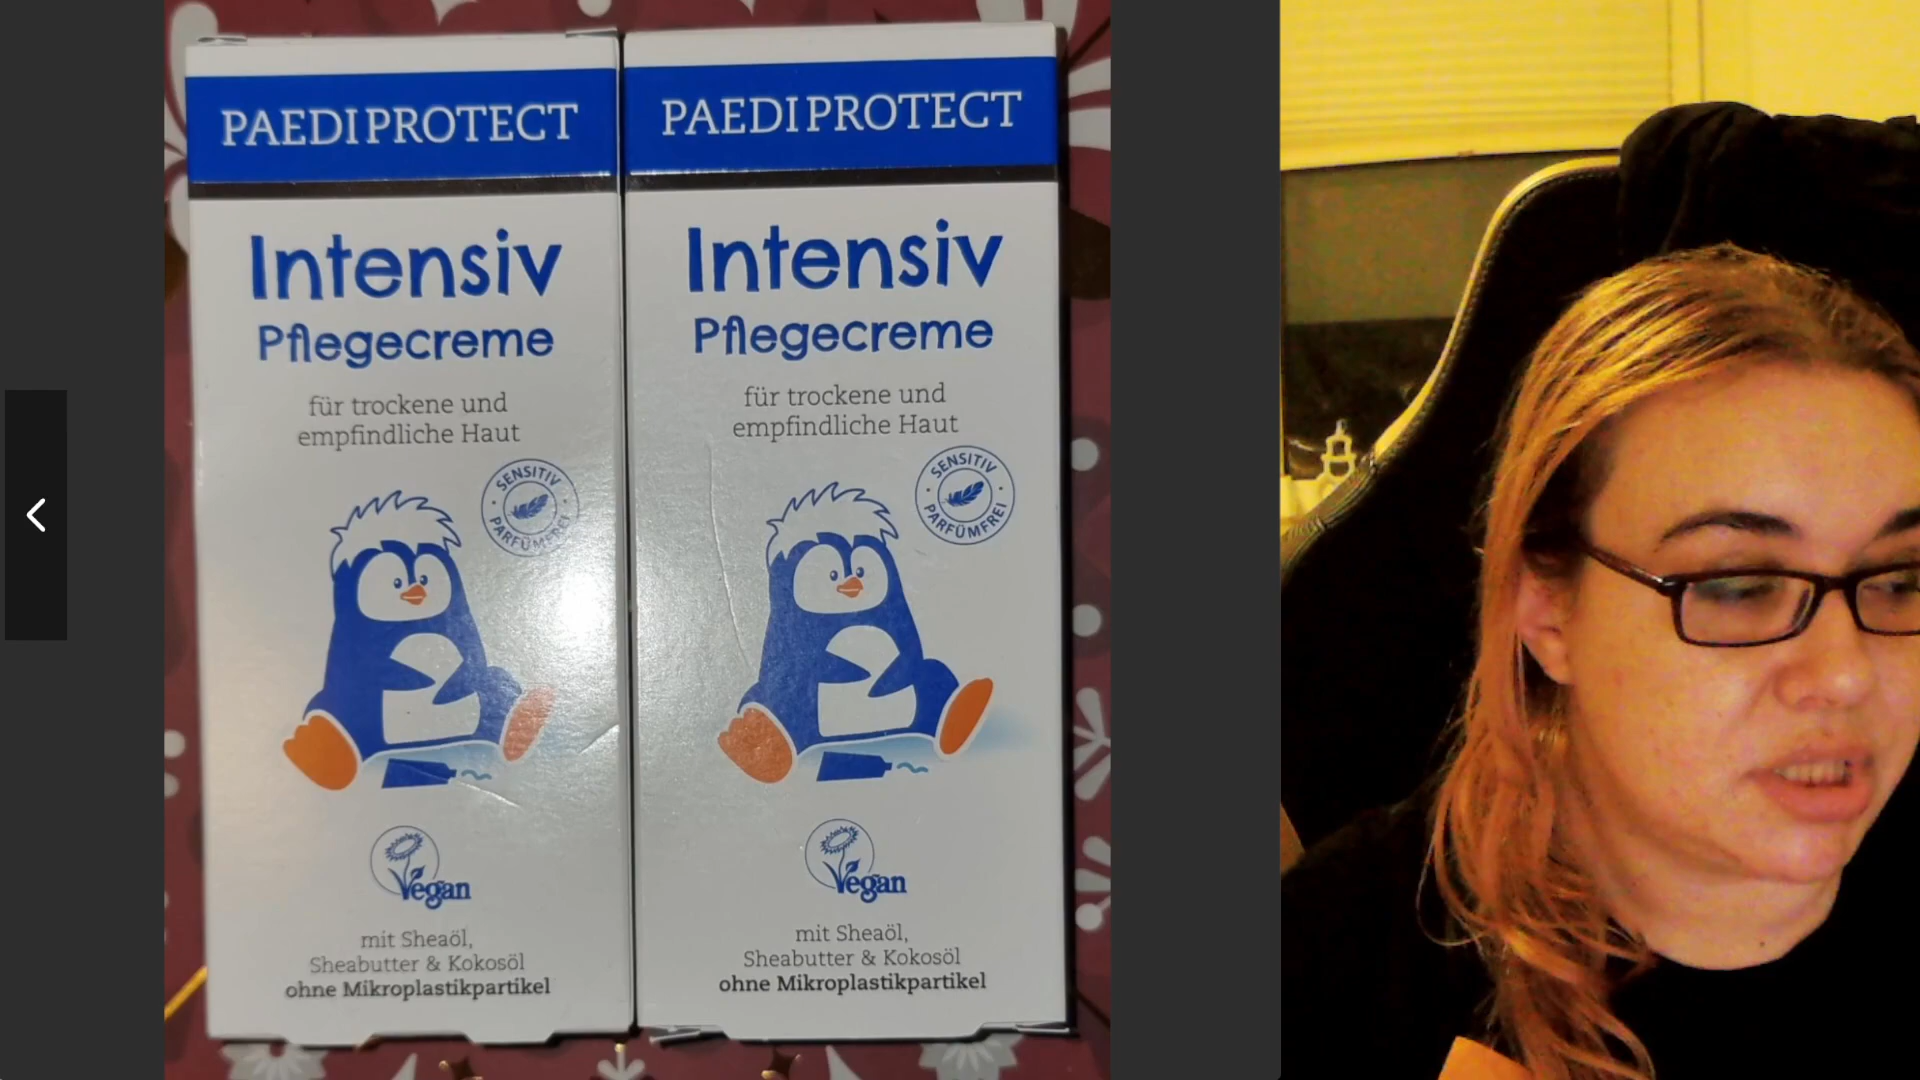 PAEDIPROTECT
Intensiv
Pflegecreme
für trockene und
empfindliche Haut
SENSITIV
PARFÜMFREI
Vegan
mit Sheaöl,
Sheabutter & Kokosöl
ohne Mikroplastikpartikel
PAEDIPROTECT
Intensiv
Pflegecreme
für trockene und
empfindliche Haut
SENSITIV
PARFÜMFREI
Vegan
mit Sheaöl,
Sheabutter & Kokosöl
ohne Mikroplastikpartikel